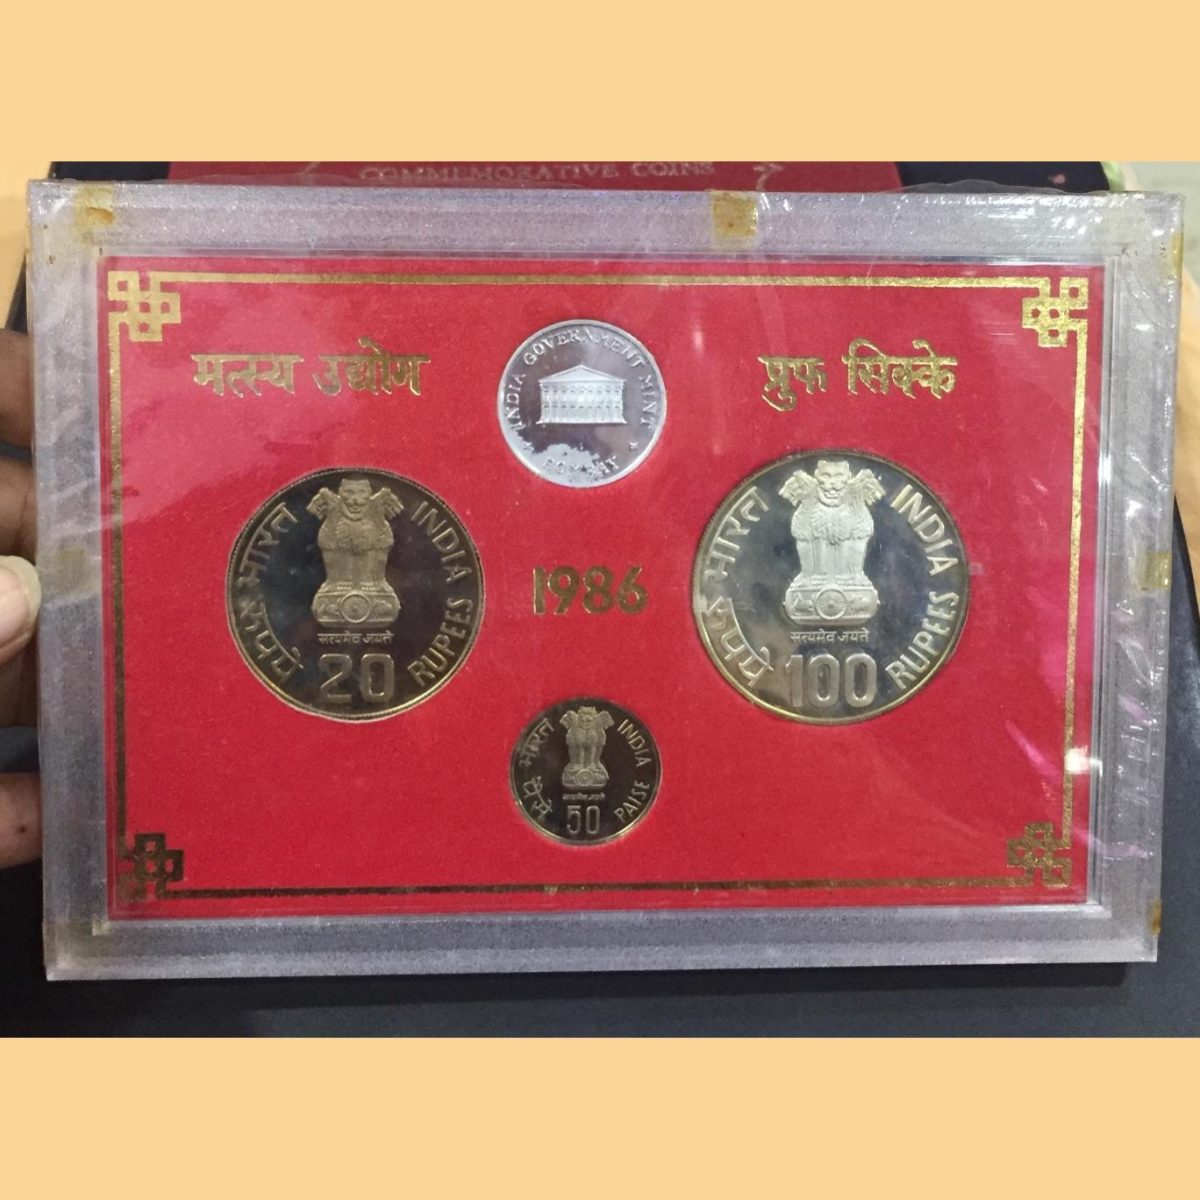 COMMEMORATIVE COINS
मत्स्य उद्योग
INDIA GOVERNMENT MINT
BOMBAY
प्रुफ सिक्के
भारत INDIA
रुपये RUPEES
सत्यमेव जयते
20
1986
भारत INDIA
रुपये RUPEES
सत्यमेव जयते
100
भारत INDIA
पैसे PAISE
सत्यमेव जयते
50